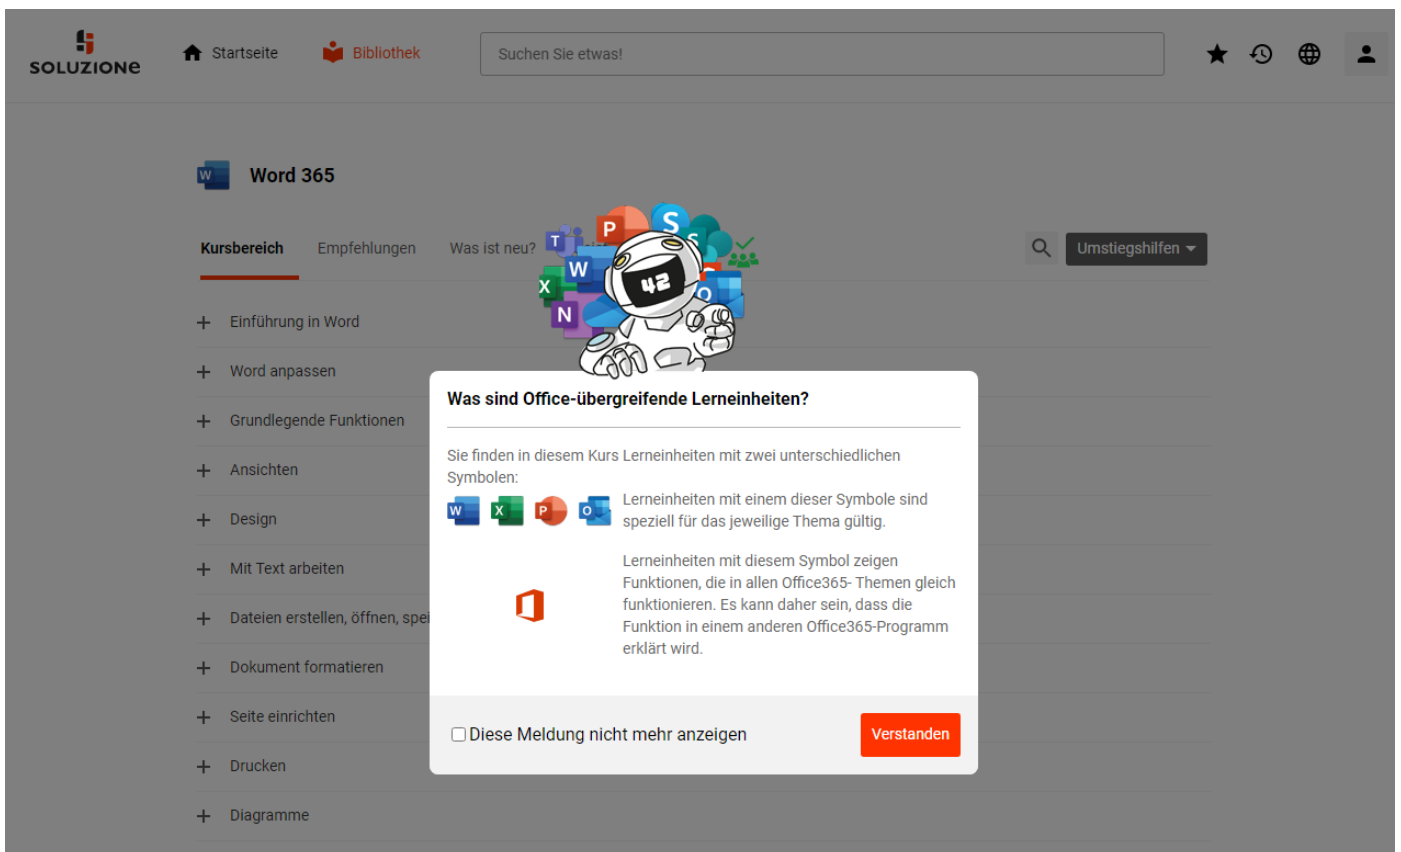 SOLUZIONE
Startseite
Bibliothek
Suchen Sie etwas!
W
Word 365
Kursbereich
Empfehlungen
Was ist neu?
Umstiegshilfen
T
P
S
S
W
X
N
O
42
Einführung in Word
Word anpassen
Grundlegende Funktionen
Ansichten
Design
Mit Text arbeiten
Dateien erstellen, öffnen, spei
Dokument formatieren
Seite einrichten
Drucken
Diagramme
Was sind Office-übergreifende Lerneinheiten?
Sie finden in diesem Kurs Lerneinheiten mit zwei unterschiedlichen
Symbolen:
W X P O
Lerneinheiten mit einem dieser Symbole sind
speziell für das jeweilige Thema gültig.
Lerneinheiten mit diesem Symbol zeigen
Funktionen, die in allen Office365- Themen gleich
funktionieren. Es kann daher sein, dass die
Funktion in einem anderen Office365-Programm
erklärt wird.
Diese Meldung nicht mehr anzeigen
Verstanden